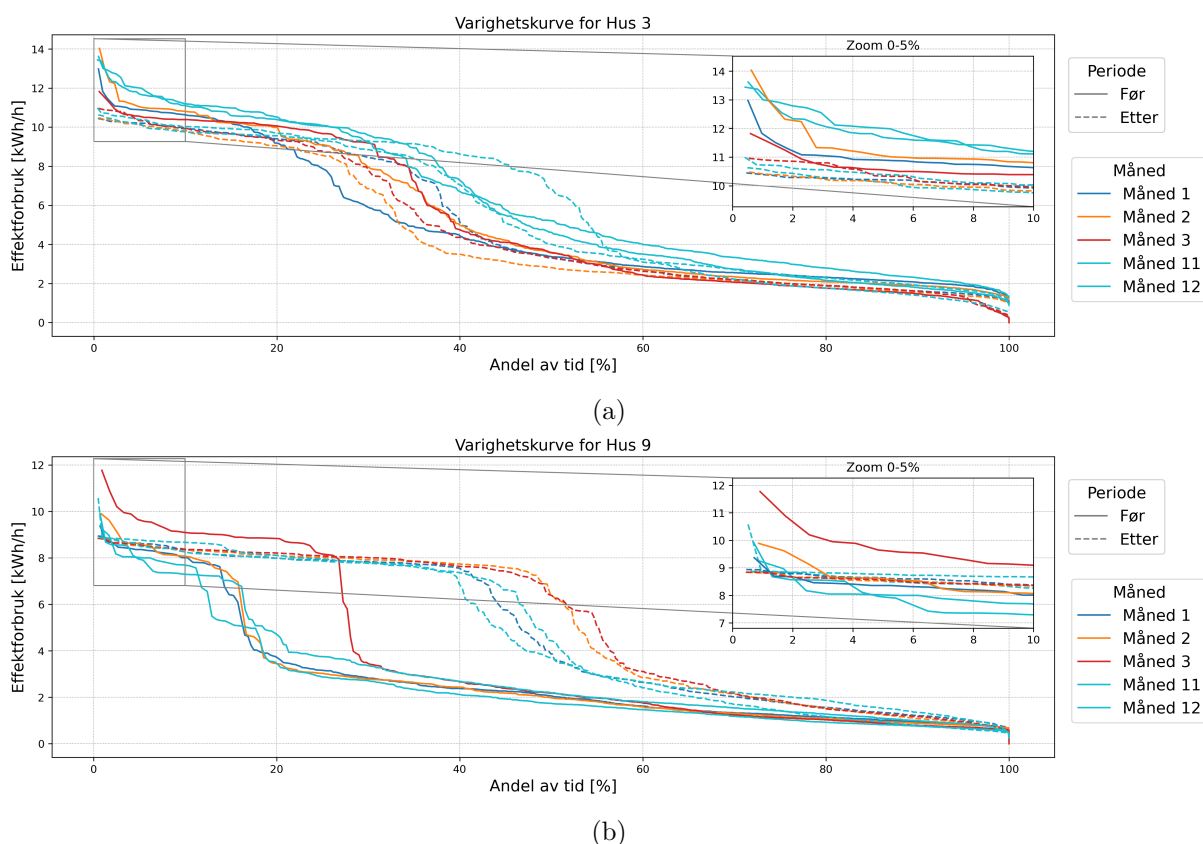 Varighetskurve for Hus 3
Effektforbruk [kWh/h]
14
12
10
8
6
4
2
0
0
20
40
60
80
100
Andel av tid [%]
Zoom 0-5%
14
13
12
11
10
0
2
4
6
8
10
Periode
Før
Etter
Måned
Måned 1
Måned 2
Måned 3
Måned 11
Måned 12
(a)
Varighetskurve for Hus 9
Effektforbruk [kWh/h]
12
10
8
6
4
2
0
0
20
40
60
80
100
Andel av tid [%]
Zoom 0-5%
12
11
10
9
8
7
0
2
4
6
8
10
Periode
Før
Etter
Måned
Måned 1
Måned 2
Måned 3
Måned 11
Måned 12
(b)